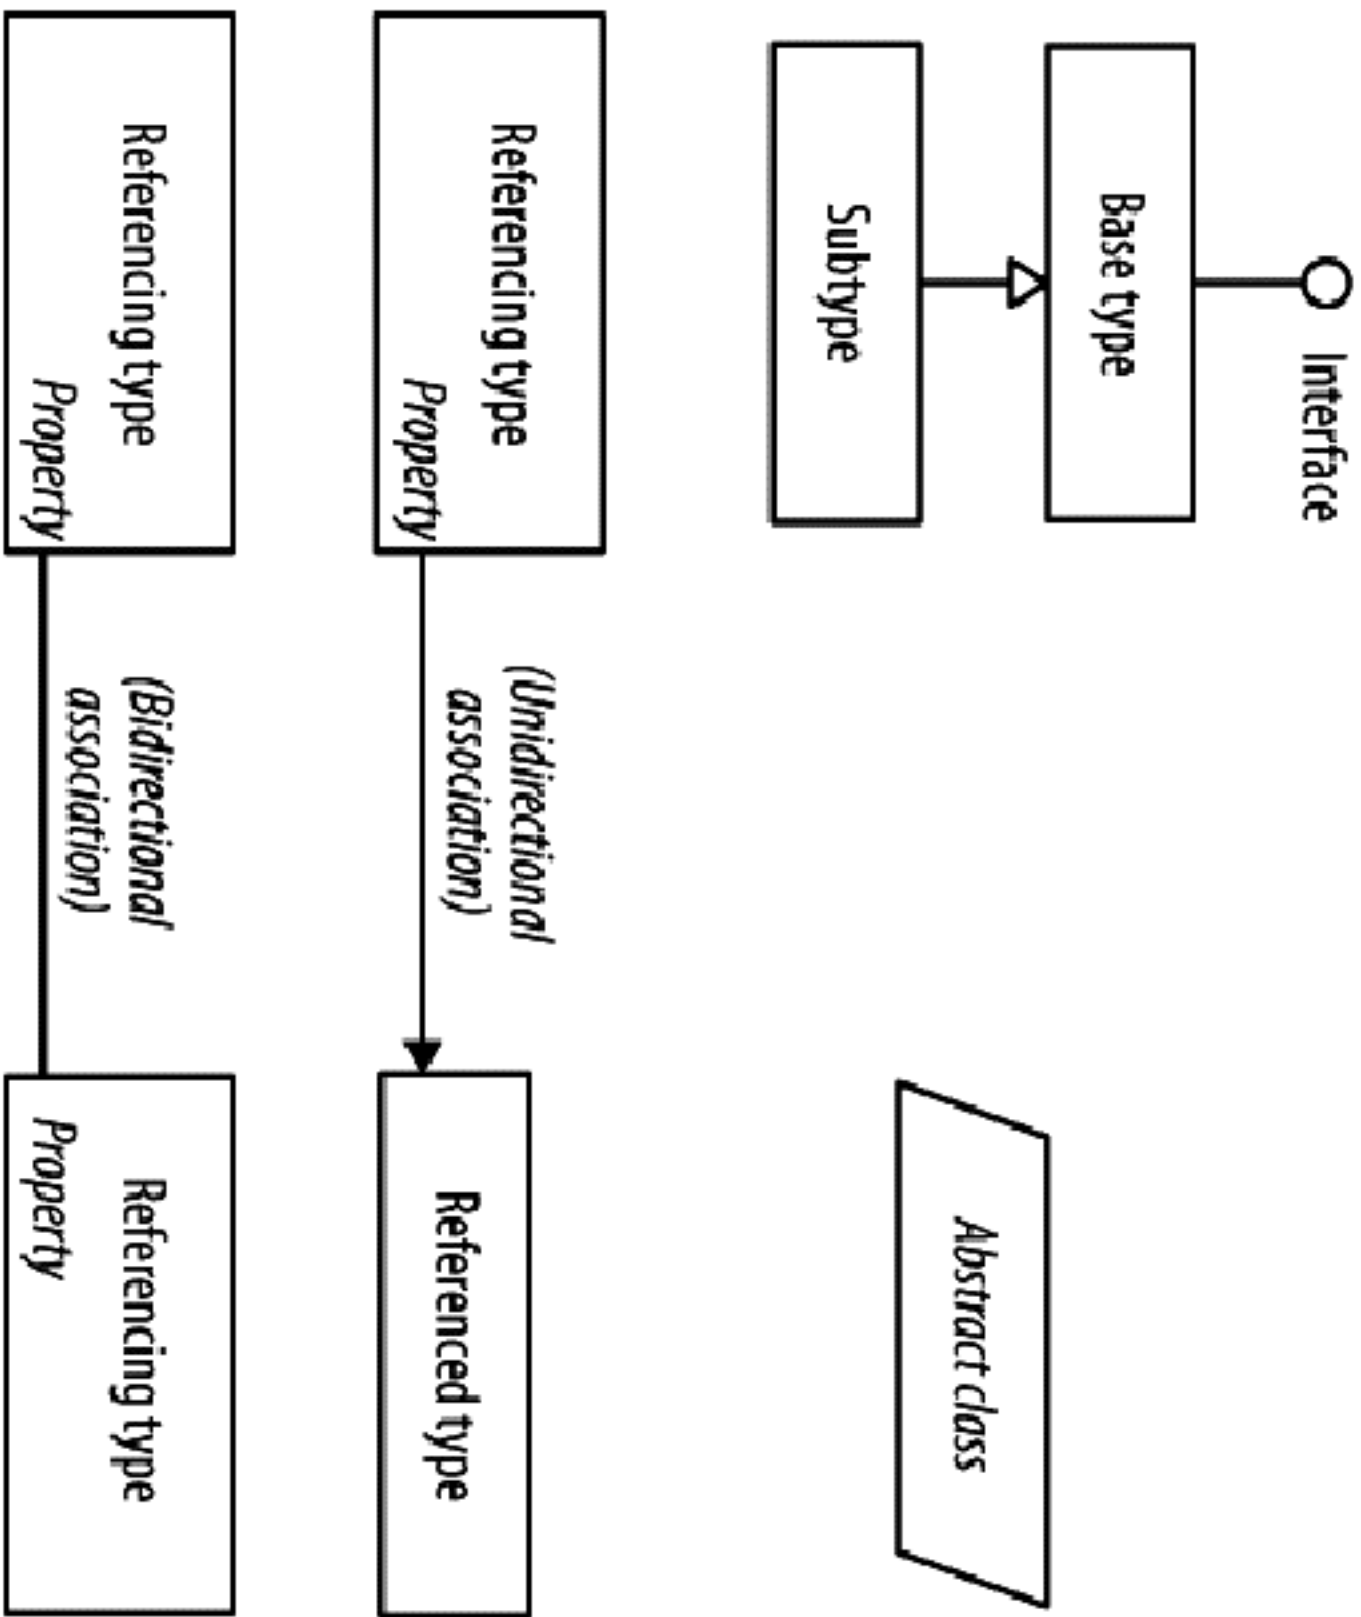 Interface
Base type
Abstract class
Subtype
(Unidirectional
association)
Referencing type
Property
Referenced type
(Bidirectional
association)
Referencing type
Property
Referencing type
Property